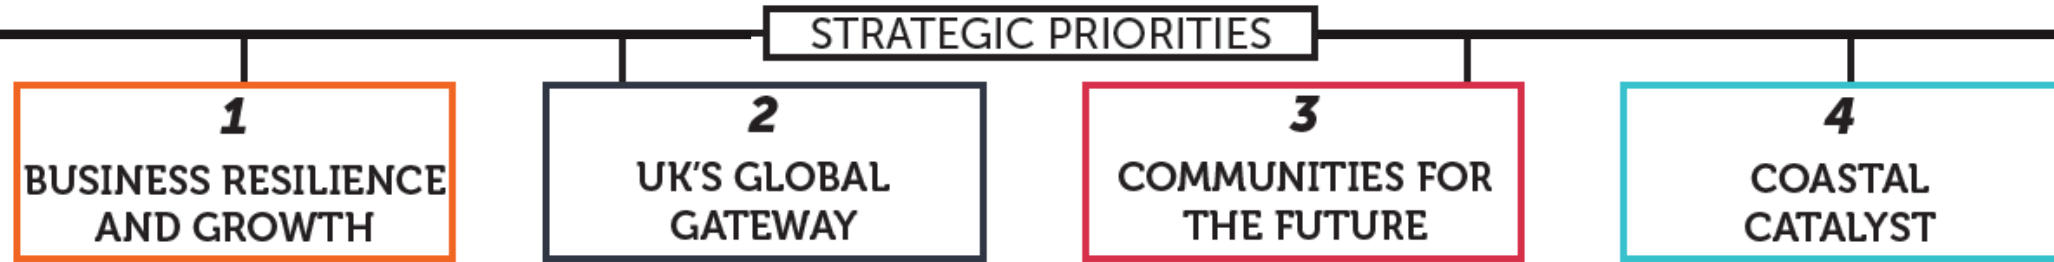 STRATEGIC PRIORITIES
1
BUSINESS RESILIENCE
AND GROWTH
2
UK'S GLOBAL
GATEWAY
3
COMMUNITIES FOR
THE FUTURE
4
COASTAL
CATALYST